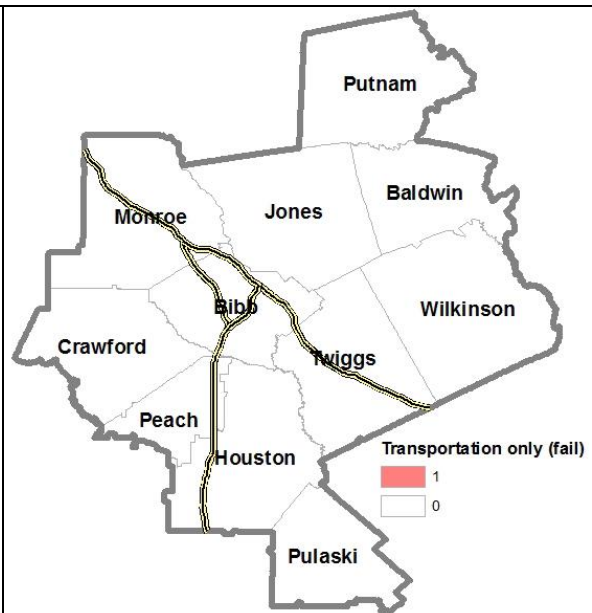 Putnam
Baldwin
Monroe
Jones
Bibb
Wilkinson
Crawford
Twiggs
Peach
Houston
Transportation only (fail)
1
0
Pulaski